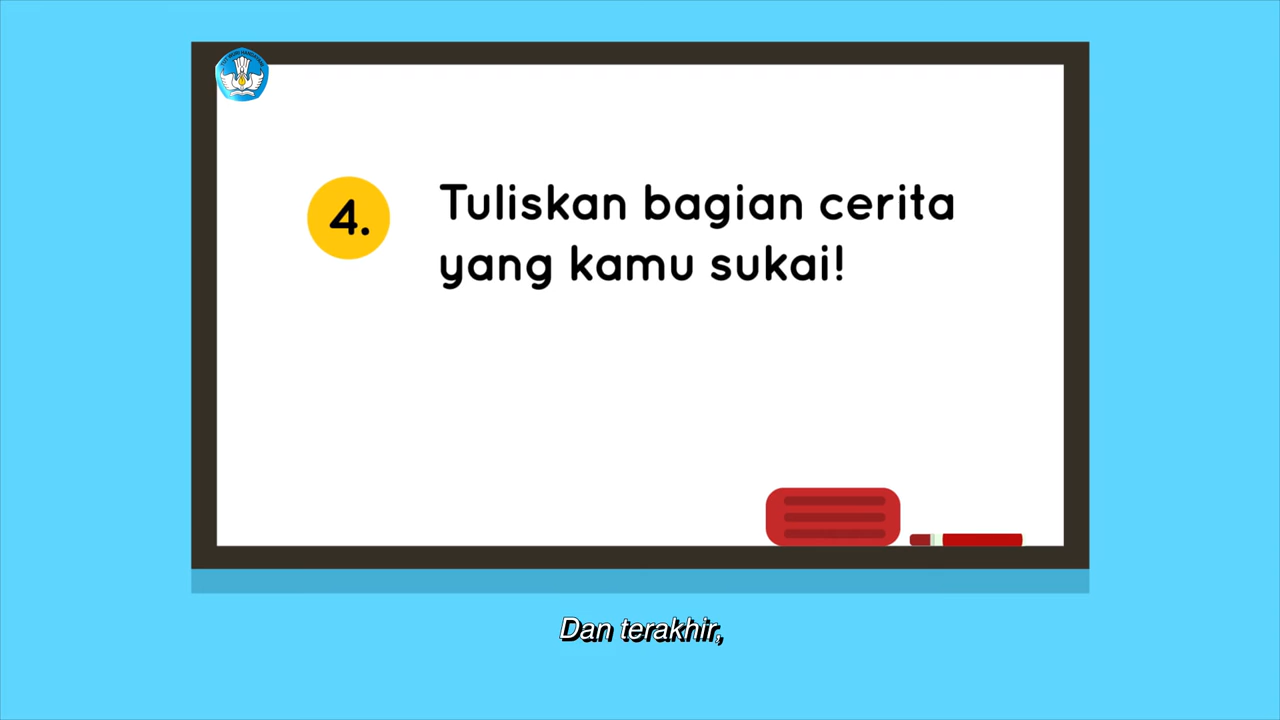 4. Tuliskan bagian cerita
yang kamu sukai!
Dan terakhir,